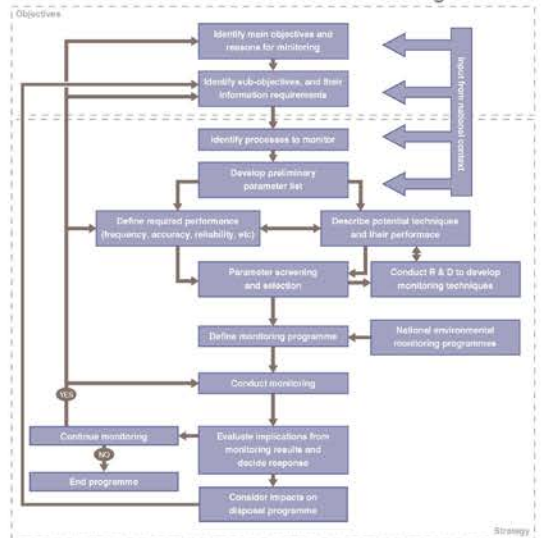 Objectives
Identify main objectives and
reasons for minitoring
Identify sub-objectives, and their
information requirements
Input from national context
Identify processes to monitor
Develop preliminary
parameter list
Define required performance
(frequency, accuracy, reliability, etc)
Describe potential techniques
and their performace
Parameter screening
and selection
Conduct R & D to develop
monitoring techniques
Define monitoring programme
National environmental
monitoring programmes
Conduct monitoring
YES
Continue monitoring
Evaluate implications from
monitoring results and
decide response
NO
End programme
Consider impacts on
disposal programme
Strategy